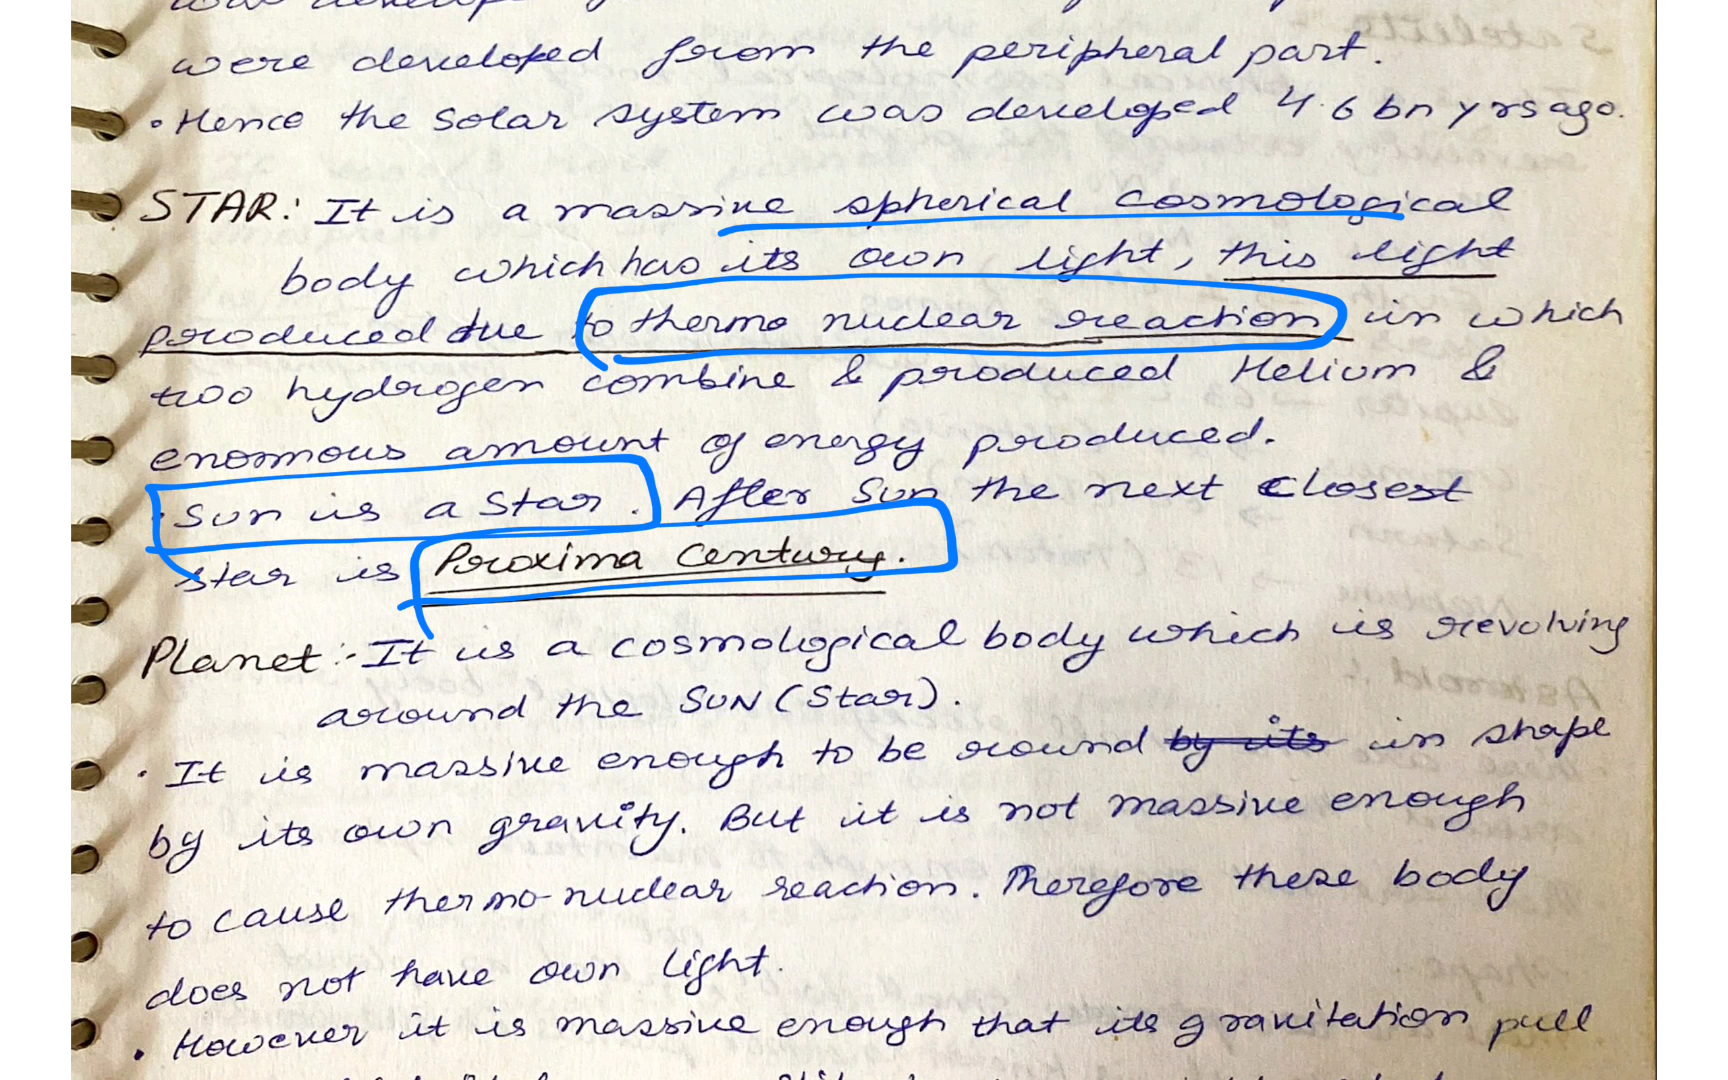 were developed from the peripheral part.
• Hence the solar system was developed 4.6 bn yrs ago.
STAR: It is a massive spherical cosmological
body which has its own light, this light
produced due to thermo nuclear reaction in which
two hydrogen combine & produced Helium &
enormous amount of energy produced.
• Sun is a Star. After Sun the next closest
star is Proxima Century.
Planet :- It is a cosmological body which is revolving
around the SUN (Star).
• It is massive enough to be round by its in shape
by its own gravity. But it is not massive enough
to cause thermo-nuclear reaction. Therefore these body
does not have own light.
• However it is massive enough that its gravitation pull